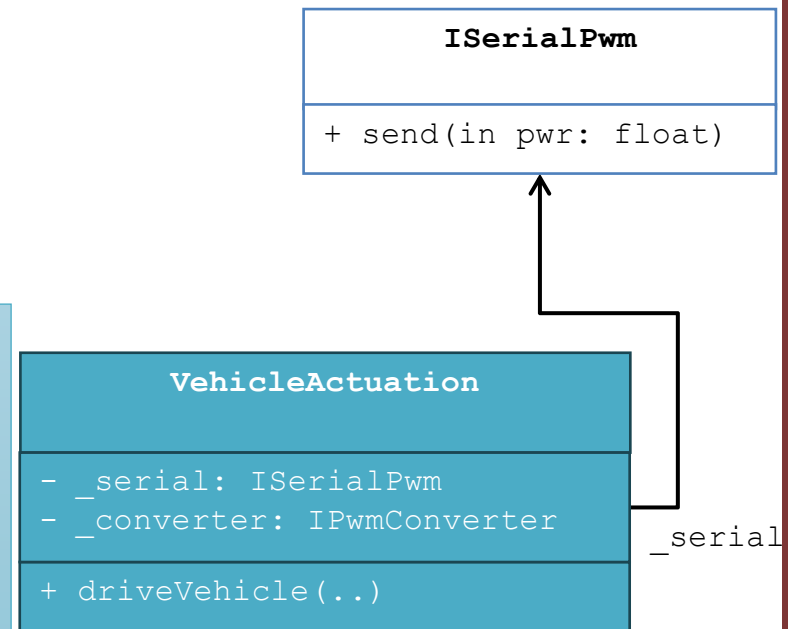 ISerialPwm
+ send(in pwr: float)
VehicleActuation
- _serial: ISerialPwm
- _converter: IPwmConverter
_serial
+ driveVehicle(..)